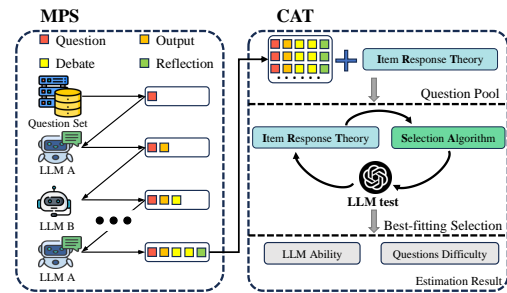 MPS
Question
Output
Debate
Reflection
Question Set
LLM A
LLM B
LLM A
CAT
Item Response Theory
Question Pool
Item Response Theory
Selection Algorithm
LLM test
Best-fitting Selection
LLM Ability
Questions Difficulty
Estimation Result